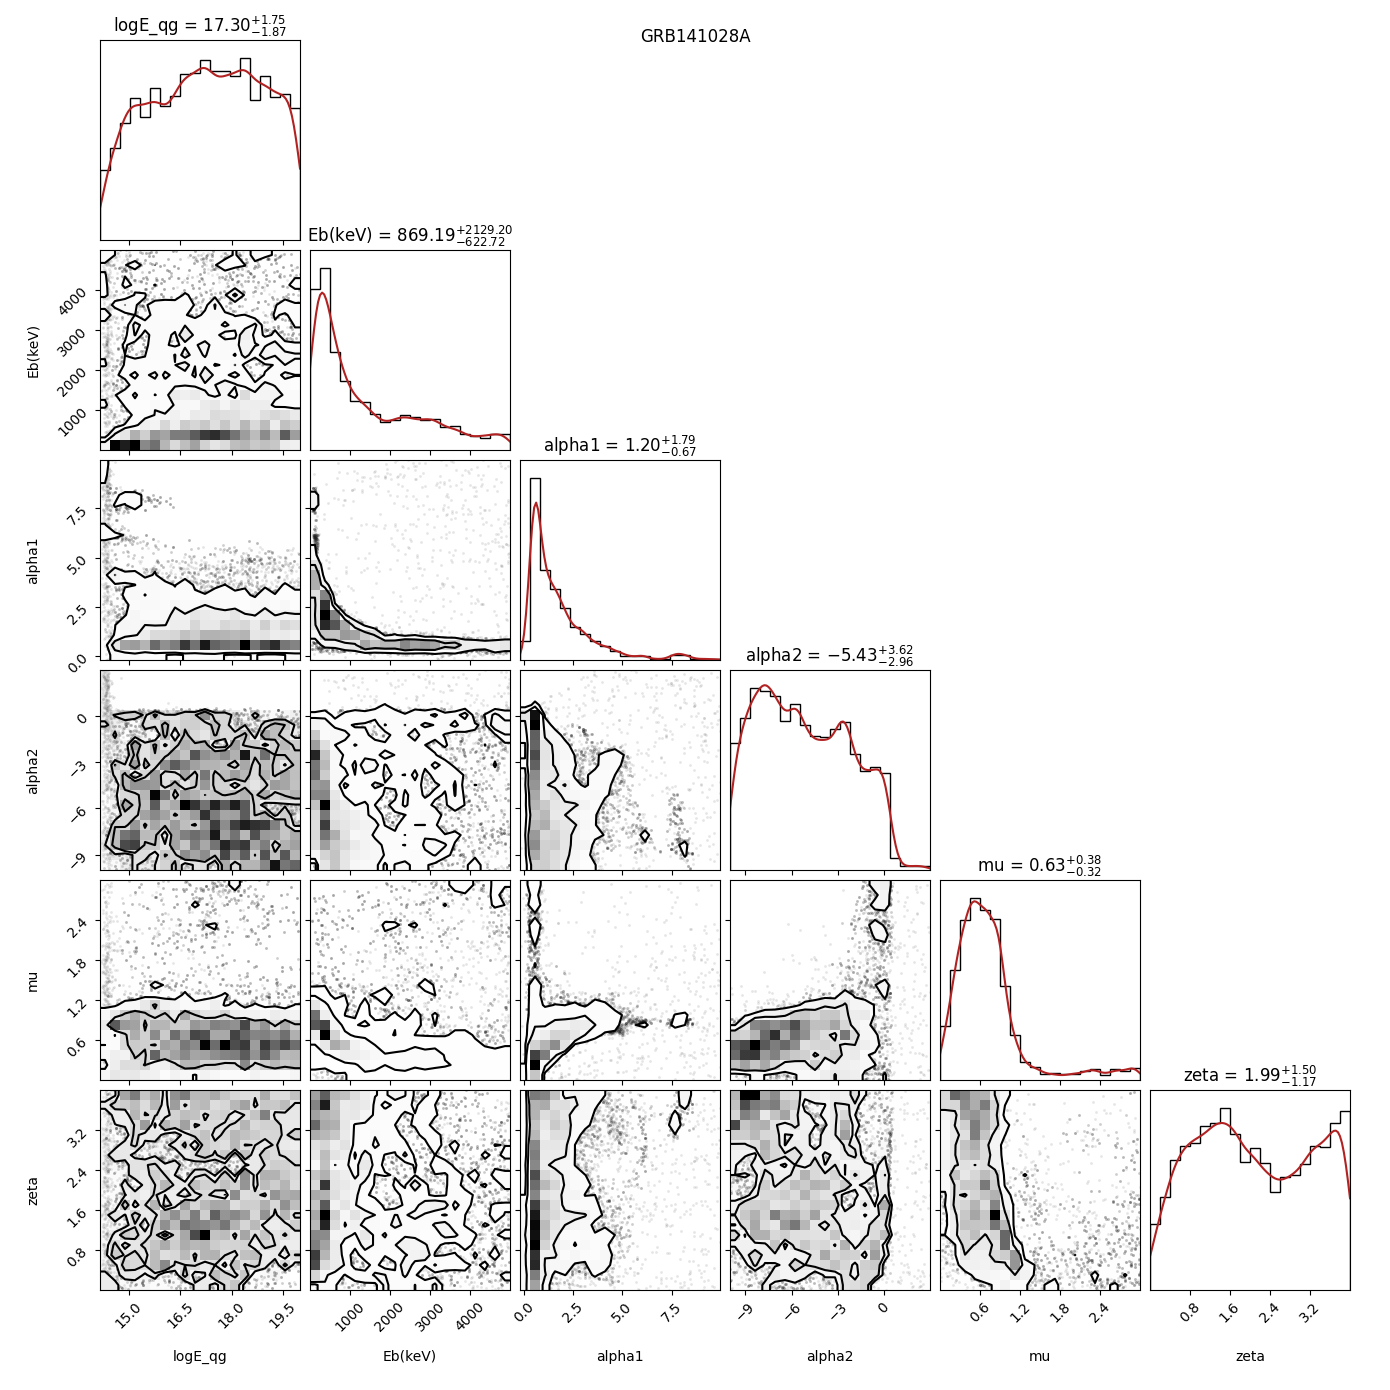 GRB141028A
logE_qg = 17.30^{+1.75}_{-1.87}
Eb(keV) = 869.19^{+2129.20}_{-622.72}
alpha1 = 1.20^{+1.79}_{-0.67}
alpha2 = −5.43^{+3.62}_{-2.96}
mu = 0.63^{+0.38}_{-0.32}
zeta = 1.99^{+1.50}_{-1.17}
Eb(keV)
4000
3000
2000
1000
alpha1
7.5
5.0
2.5
0.0
alpha2
0
−3
−6
−9
mu
2.4
1.8
1.2
0.6
zeta
3.2
2.4
1.6
0.8
15.0 16.5 18.0 19.5
1000 2000 3000 4000
0.0 2.5 5.0 7.5
−9 −6 −3 0
0.6 1.2 1.8 2.4
0.8 1.6 2.4 3.2
logE_qg Eb(keV) alpha1 alpha2 mu zeta